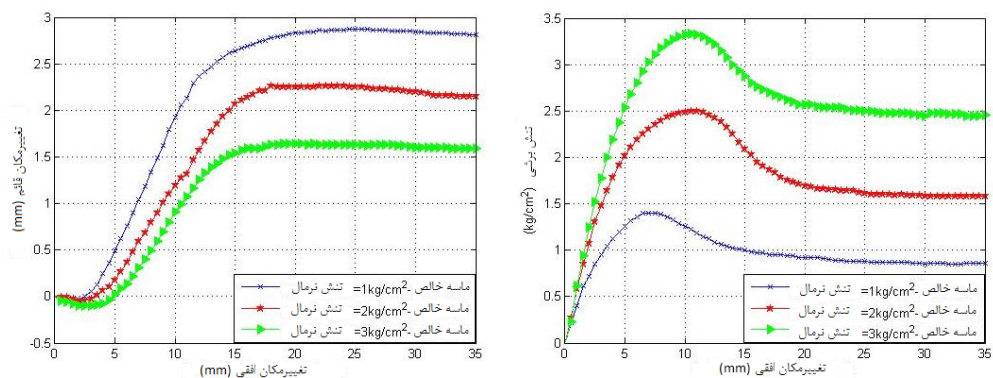 3
2.5
2
1.5
1
0.5
0
-0.5
تغییرمکان قائم (mm)
ماسه خالص -1kg/cm2= تنش نرمال
ماسه خالص -2kg/cm2= تنش نرمال
ماسه خالص -3kg/cm2= تنش نرمال
0 5 10 15 20 25 30 35
تغییرمکان افقی (mm)
3.5
3
2.5
2
1.5
1
0.5
0
تنش برشی (kg/cm2)
ماسه خالص -1kg/cm2= تنش نرمال
ماسه خالص -2kg/cm2= تنش نرمال
ماسه خالص -3kg/cm2= تنش نرمال
0 5 10 15 20 25 30 35
تغییرمکان افقی (mm)